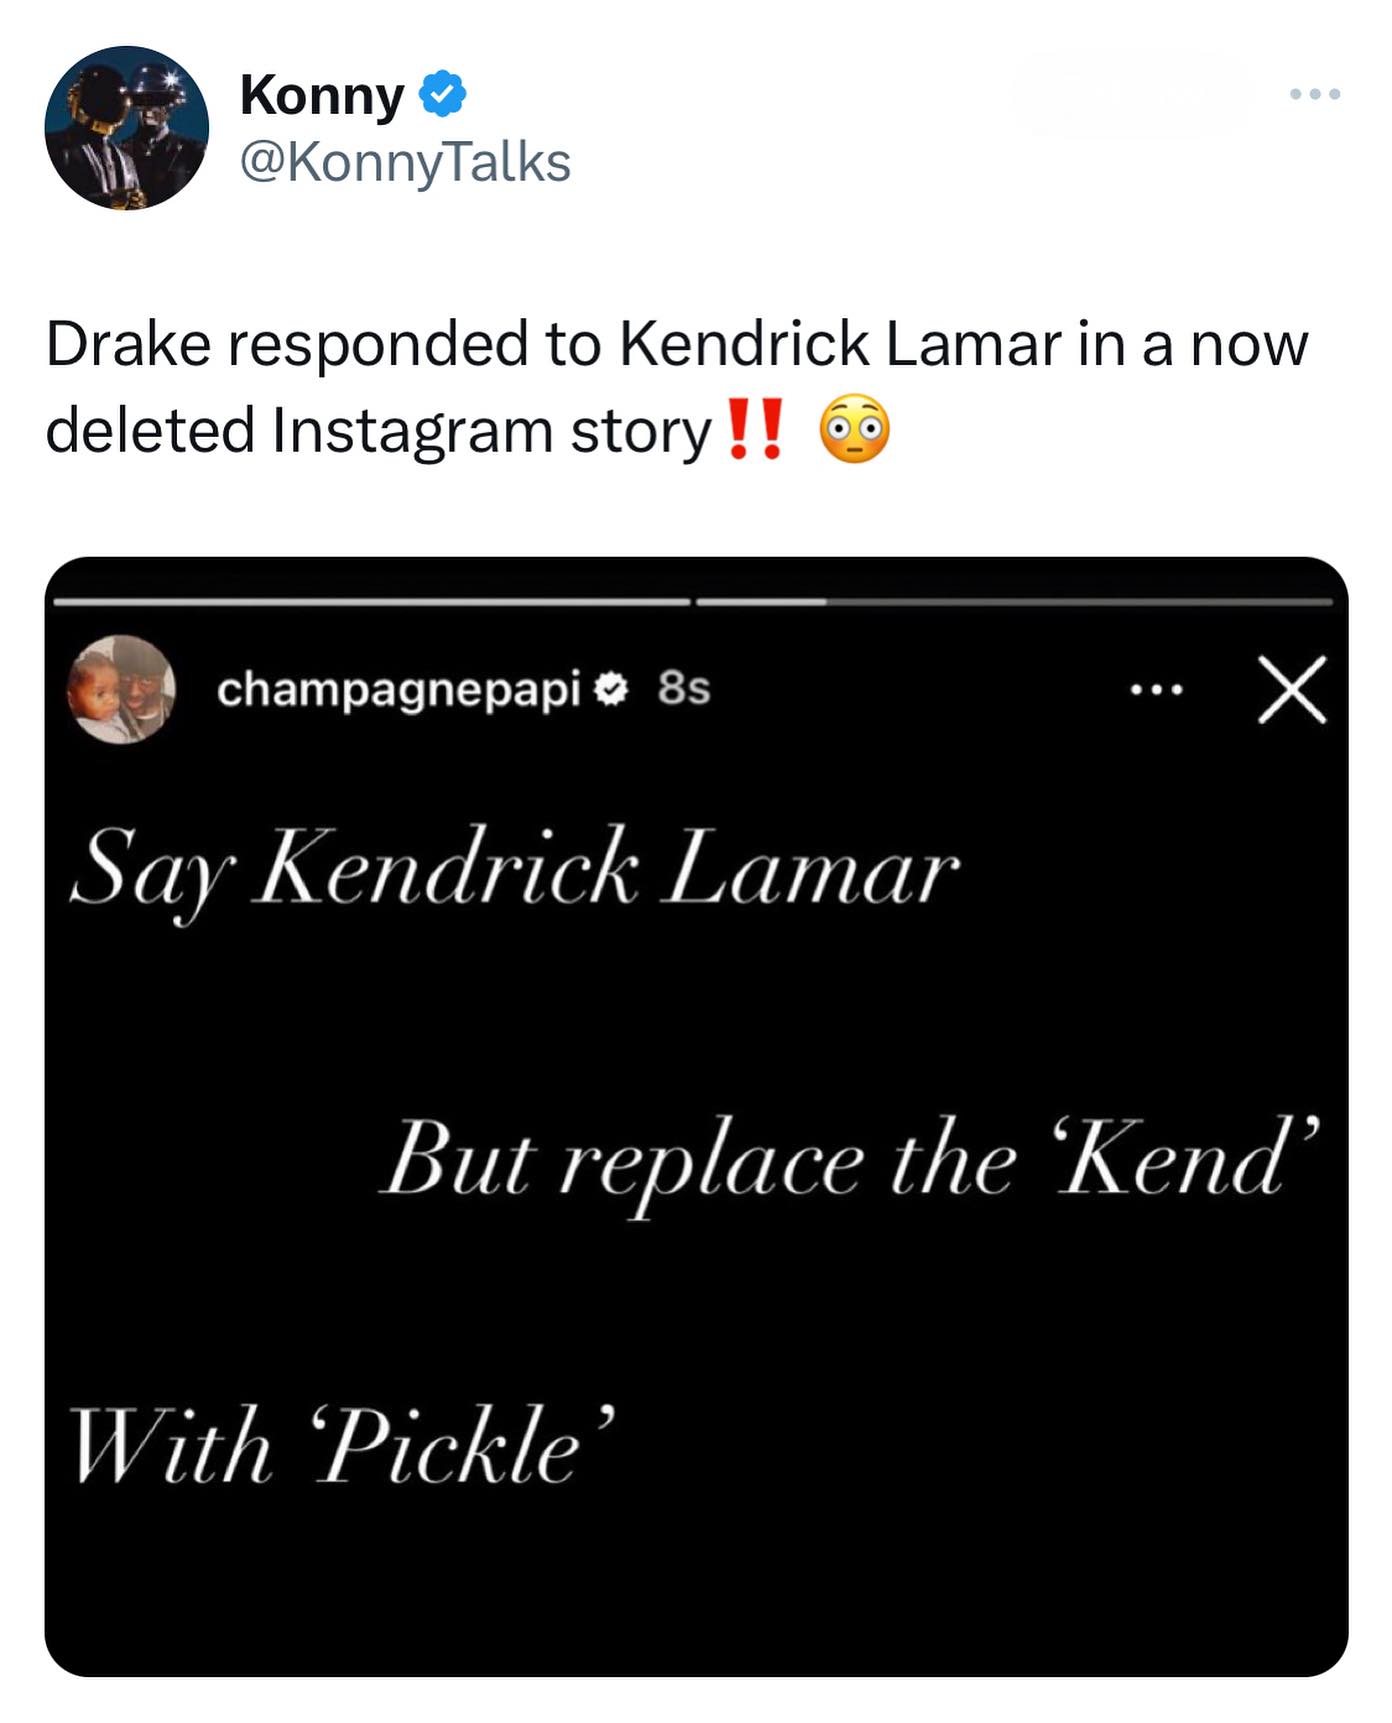 Konny
@KonnyTalks
Drake responded to Kendrick Lamar in a now
deleted Instagram story‼️ 😳
champagnepapi 8s
Say Kendrick Lamar
But replace the ‘Kend’
With ‘Pickle’